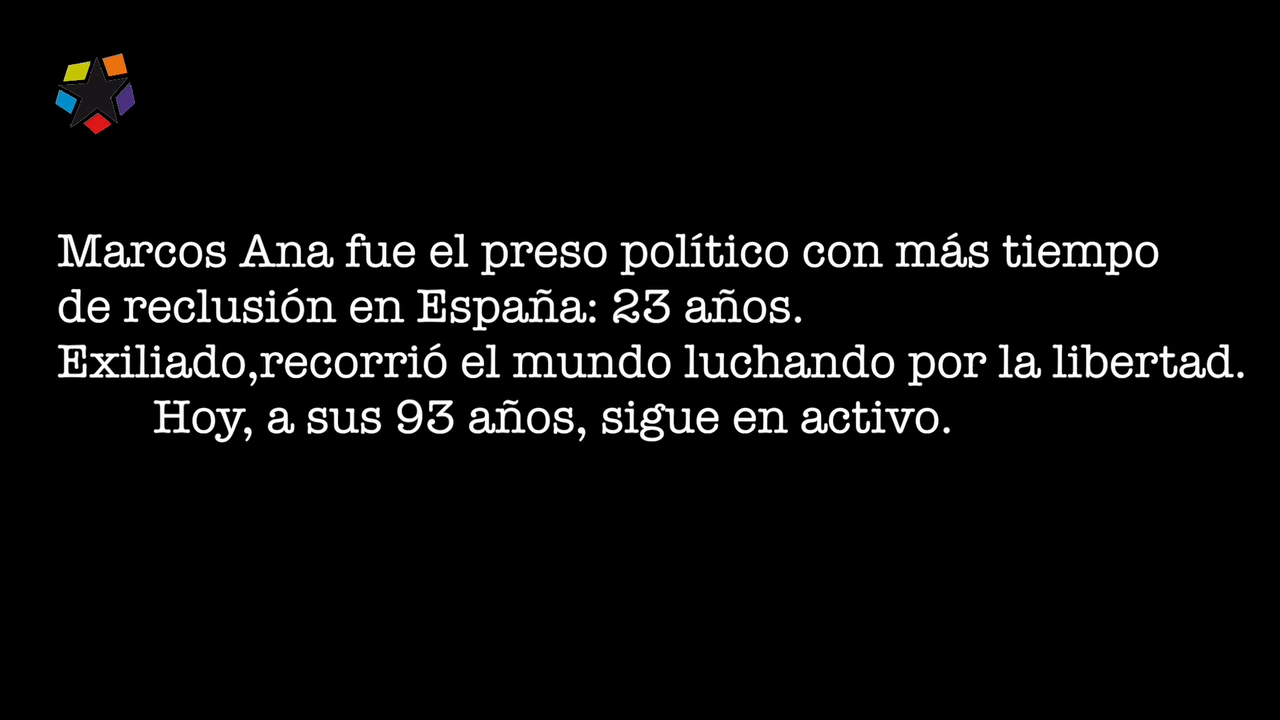 Marcos Ana fue el preso político con más tiempo
de reclusión en España: 23 años.
Exiliado,recorrió el mundo luchando por la libertad.
Hoy, a sus 93 años, sigue en activo.